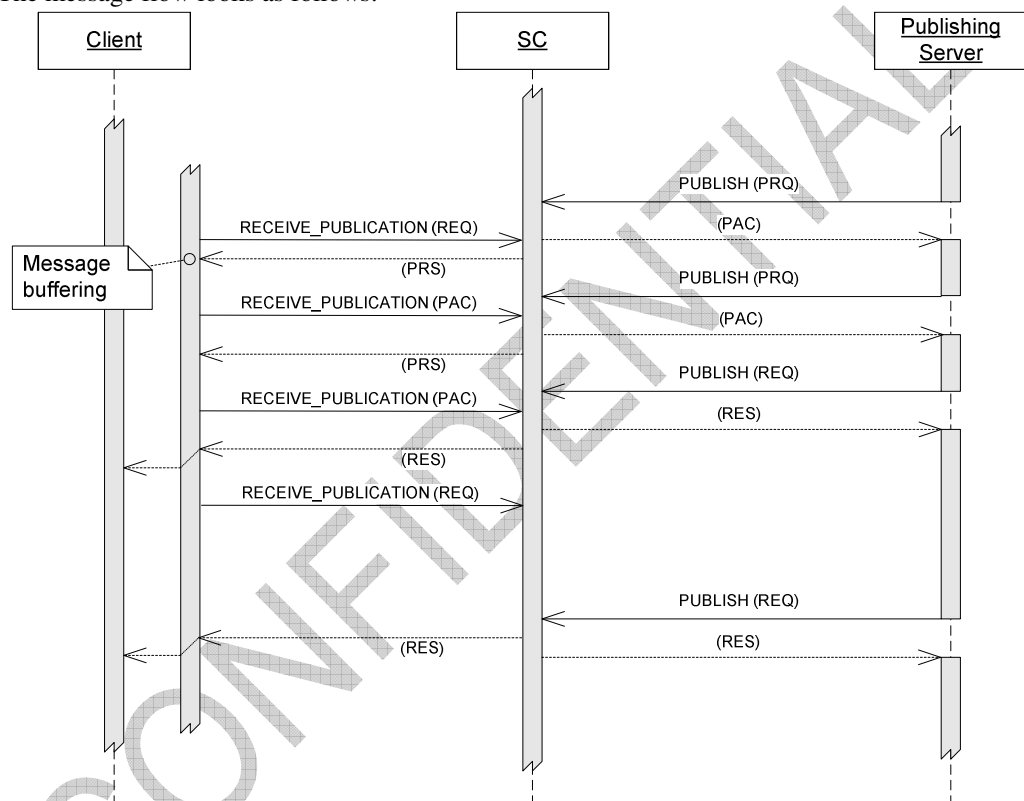 The message flow looks as follows:
Client
SC
Publishing
Server
PUBLISH (PRQ)
RECEIVE_PUBLICATION (REQ)
(PAC)
Message
buffering
(PRS)
PUBLISH (PRQ)
RECEIVE_PUBLICATION (PAC)
(PAC)
(PRS)
PUBLISH (REQ)
RECEIVE_PUBLICATION (PAC)
(RES)
(RES)
RECEIVE_PUBLICATION (REQ)
PUBLISH (REQ)
(RES)
(RES)
CONFIDENTIAL